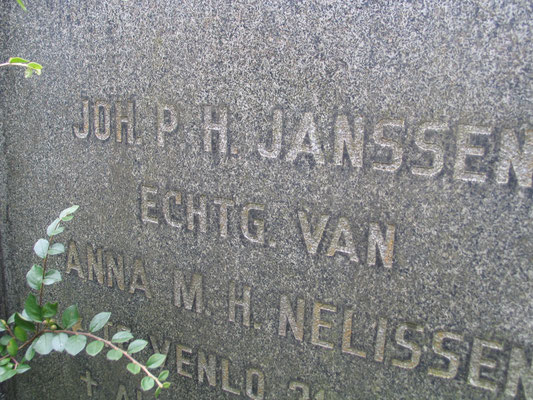 JOH. P. H. JANSSEN
ECHTG. VAN
ANNA M. H. NELISSEN
VENLO